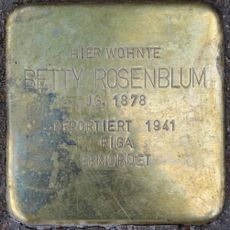 HIER WOHNTE
BETTY ROSENBLUM
JG. 1878
DEPORTIERT 1941
RIGA
ERMORDET